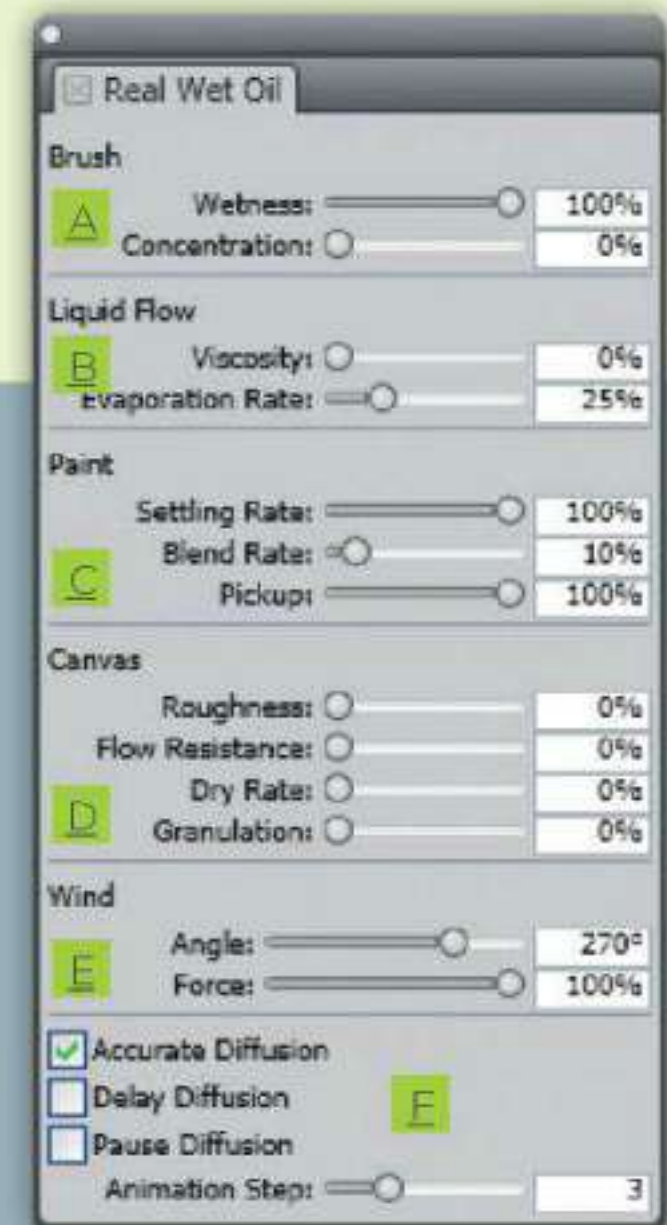 Real Wet Oil
Brush
A
Wetness: 100%
Concentration: 0%
Liquid Flow
B
Viscosity: 0%
Evaporation Rate: 25%
Paint
Settling Rate: 100%
Blend Rate: 10%
C
Pickup: 100%
Canvas
Roughness: 0%
Flow Resistance: 0%
Dry Rate: 0%
D
Granulation: 0%
Wind
Angle: 270°
E
Force: 100%
Accurate Diffusion
Delay Diffusion
F
Pause Diffusion
Animation Step: 3